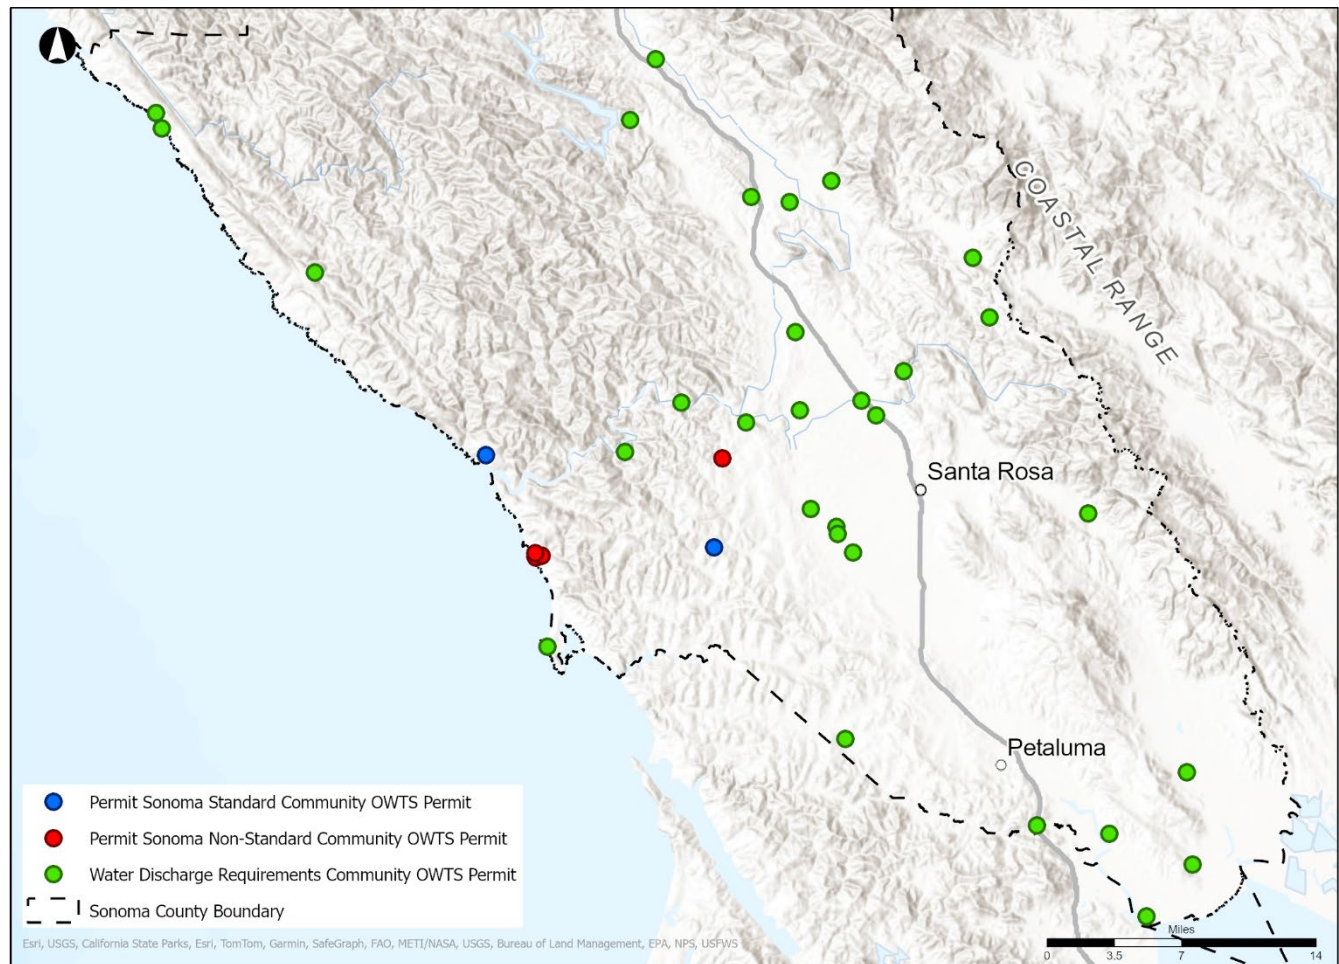 COASTAL RANGE
Santa Rosa
Petaluma
Permit Sonoma Standard Community OWTS Permit
Permit Sonoma Non-Standard Community OWTS Permit
Water Discharge Requirements Community OWTS Permit
Sonoma County Boundary
Esri, USGS, California State Parks, Esri, TomTom, Garmin, SafeGraph, FAO, METI/NASA, USGS, Bureau of Land Management, EPA, NPS, USFWS
Miles
0 3.5 7 14